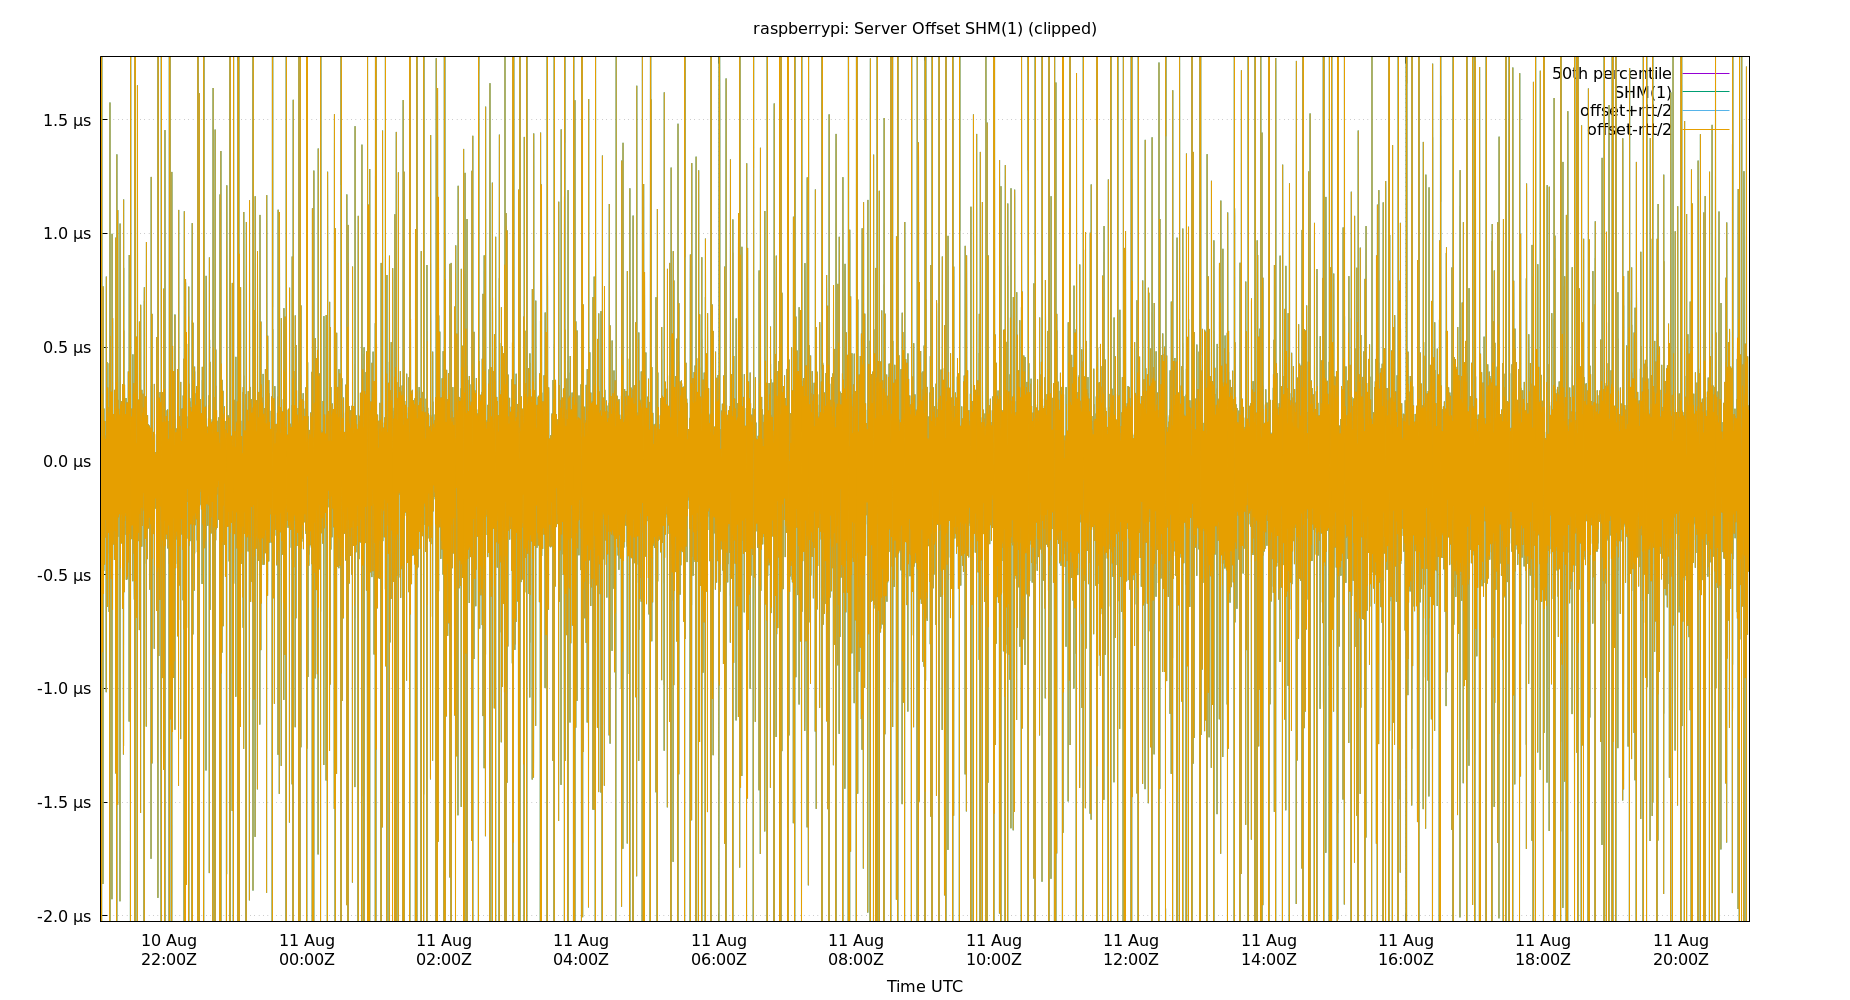 raspberrypi: Server Offset SHM(1) (clipped)
50th percentile
SHM(1)
offset+rtt/2
offset-rtt/2
1.5 µs
1.0 µs
0.5 µs
0.0 µs
-0.5 µs
-1.0 µs
-1.5 µs
-2.0 µs
10 Aug 11 Aug 11 Aug 11 Aug 11 Aug 11 Aug 11 Aug 11 Aug 11 Aug 11 Aug 11 Aug 11 Aug
22:00Z 00:00Z 02:00Z 04:00Z 06:00Z 08:00Z 10:00Z 12:00Z 14:00Z 16:00Z 18:00Z 20:00Z
Time UTC